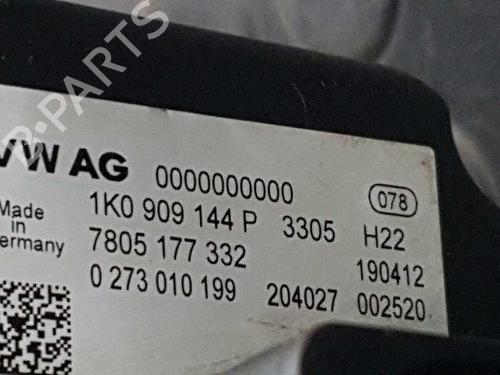 B-PARTS
VW AG 0000000000 078
Made in Germany
1K0 909 144 P 3305 H22
7805 177 332 190412
0 273 010 199 204027 002520